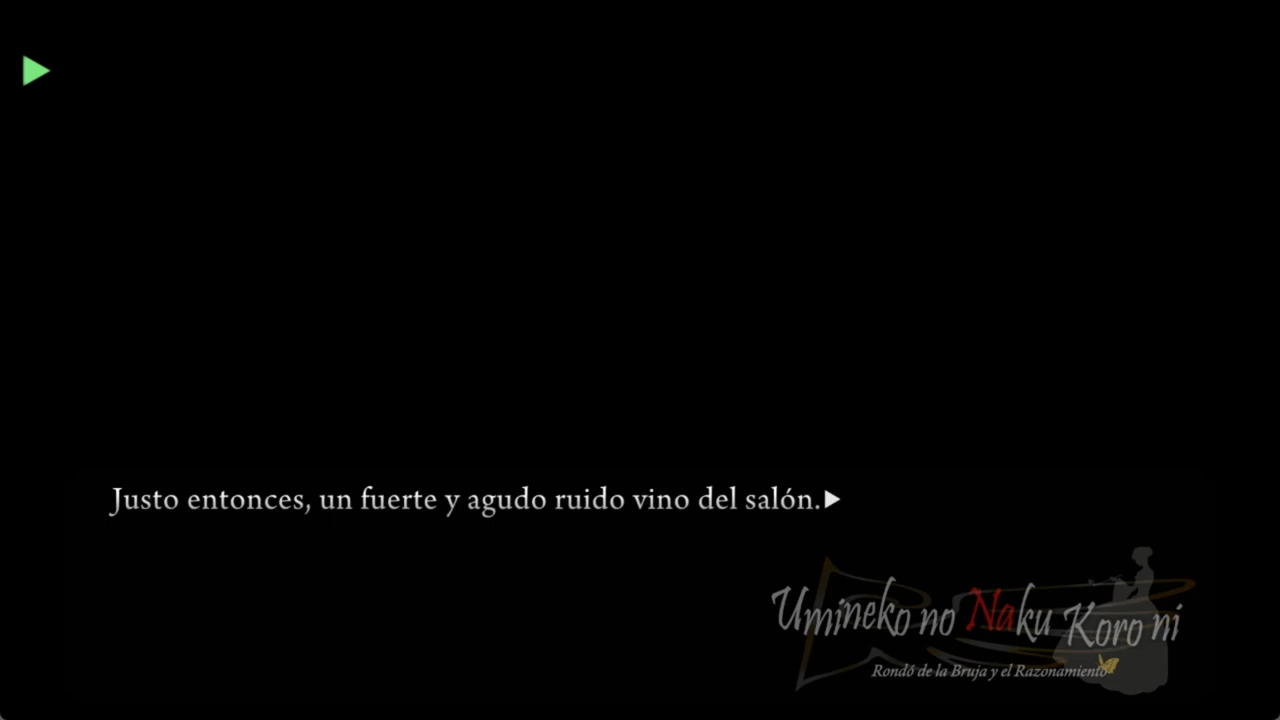 Justo entonces, un fuerte y agudo ruido vino del salón.
Umineko no Naku Koro ni
Rondó de la Bruja y el Razonamiento